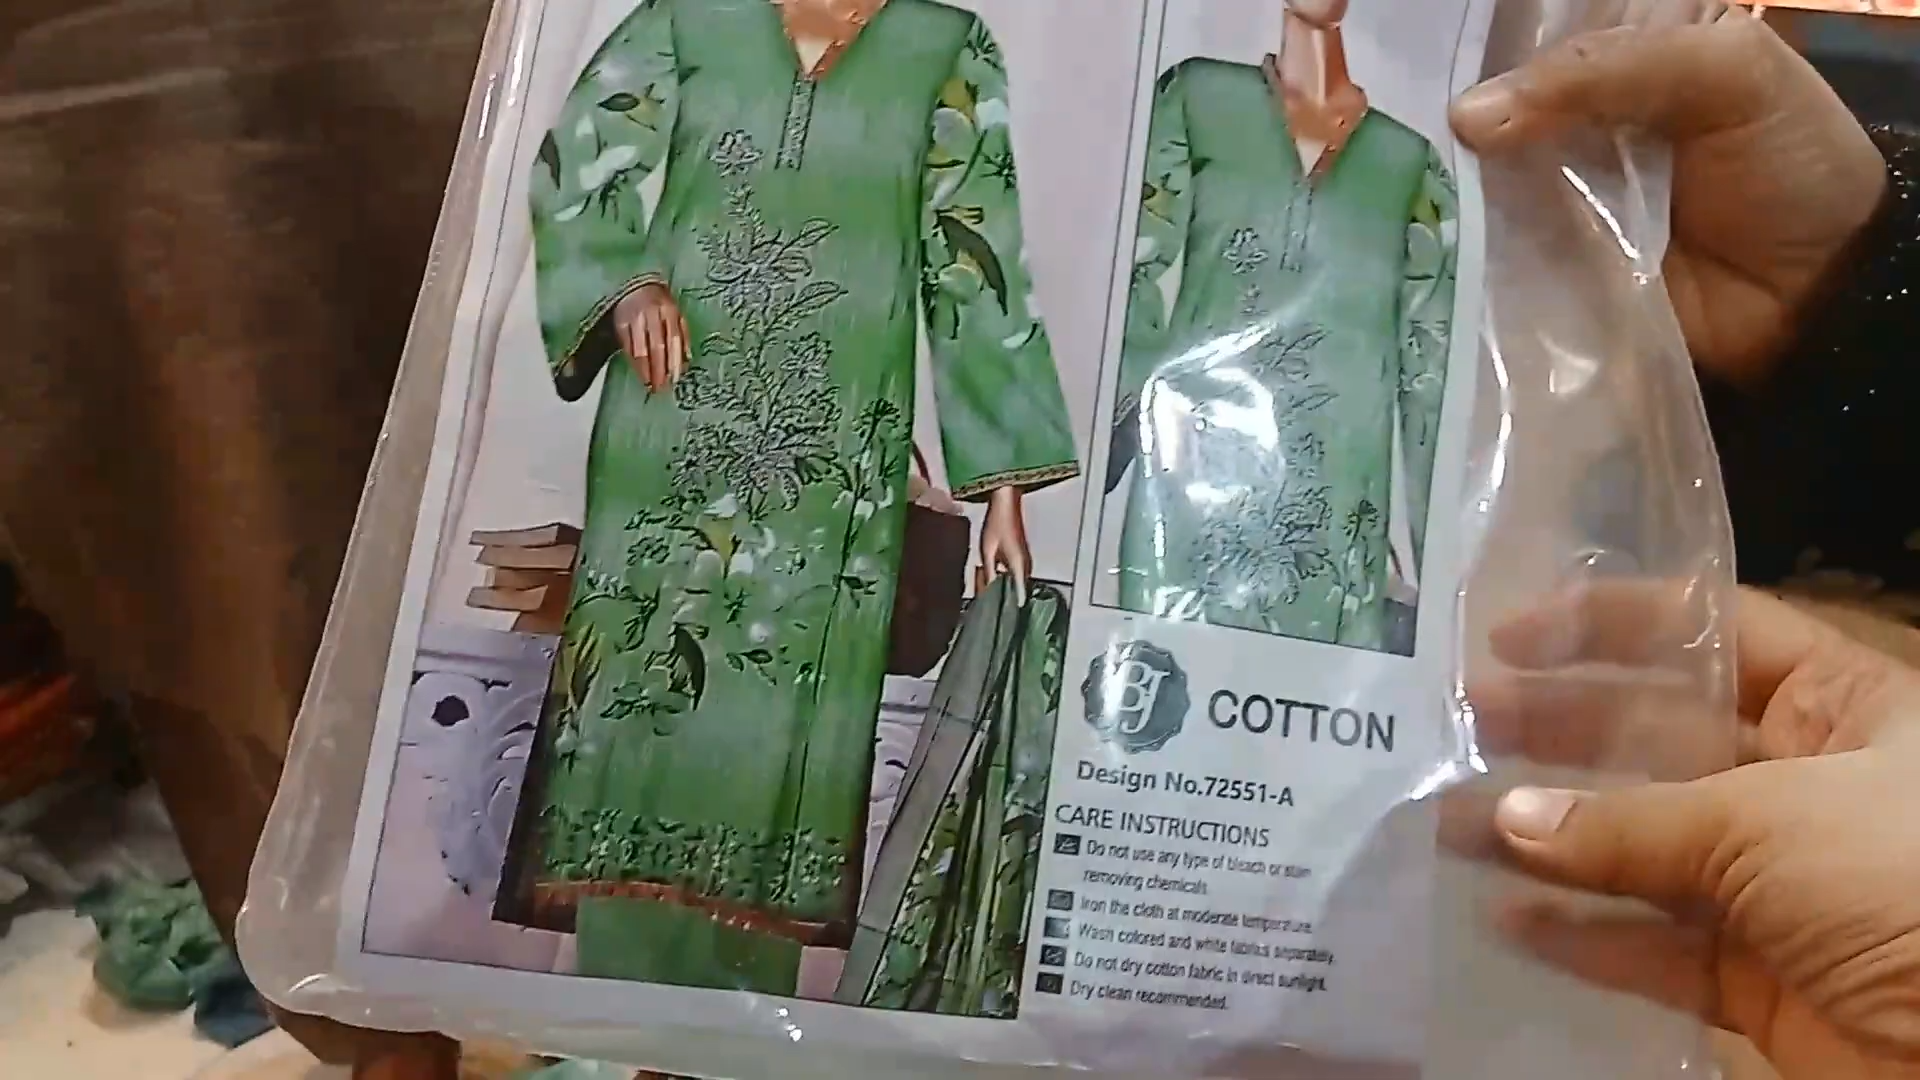 BJ COTTON
Design No.72551-A
CARE INSTRUCTIONS
Do not use any type of bleach or stain
removing chemicals.
Iron the cloth at moderate temperature.
Wash colored and white fabrics separately.
Do not dry cotton fabric in direct sunlight.
Dry clean recommended.